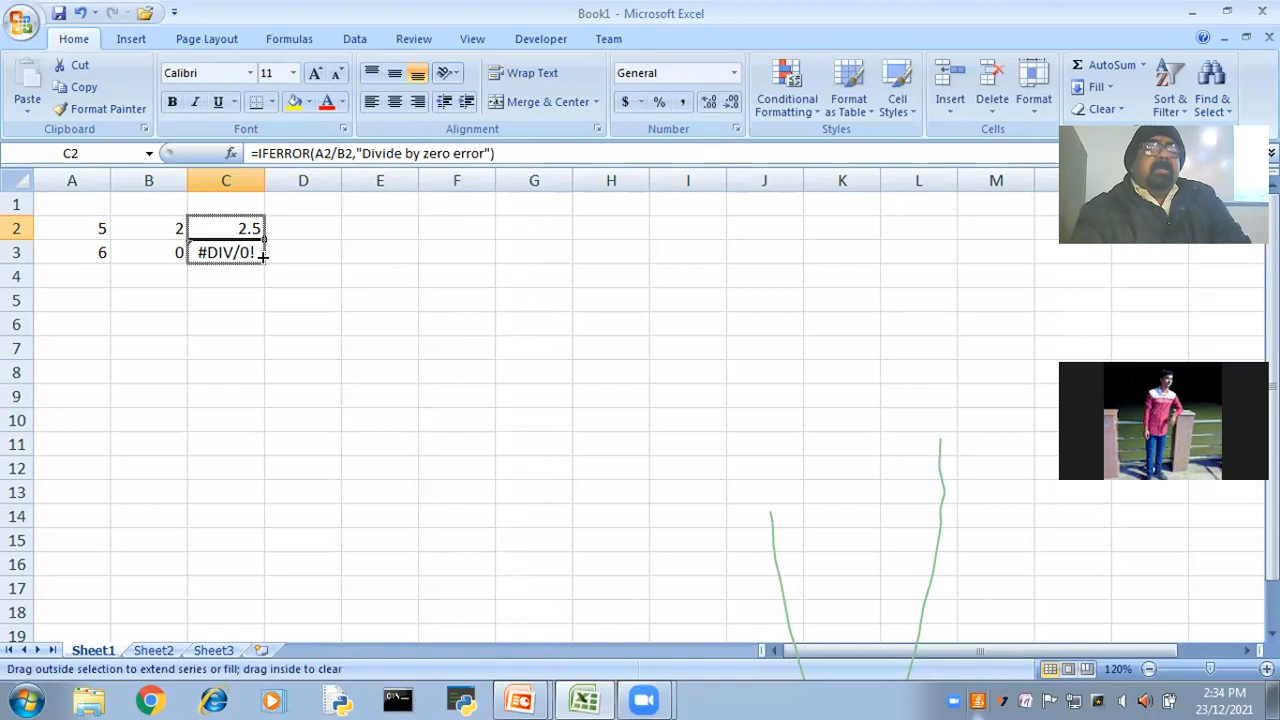 Book1 - Microsoft Excel
Home Insert Page Layout Formulas Data Review View Developer Team
Paste
Cut
Copy
Format Painter
Clipboard
Calibri 11
B I U
Font
Wrap Text
Merge & Center
Alignment
General
$ % ,
Number
Conditional Formatting
Format as Table
Cell Styles
Styles
Insert Delete Format
Cells
Σ AutoSum
Fill
Clear
Sort & Filter
Find & Select
C2 fx =IFERROR(A2/B2,"Divide by zero error")
A B C D E F G H I J K L M
1
2 5 2 2.5
3 6 0 #DIV/0!
4
5
6
7
8
9
10
11
12
13
14
15
16
17
18
19
Sheet1 Sheet2 Sheet3
Drag outside selection to extend series or fill; drag inside to clear
120%
2:34 PM
23/12/2021